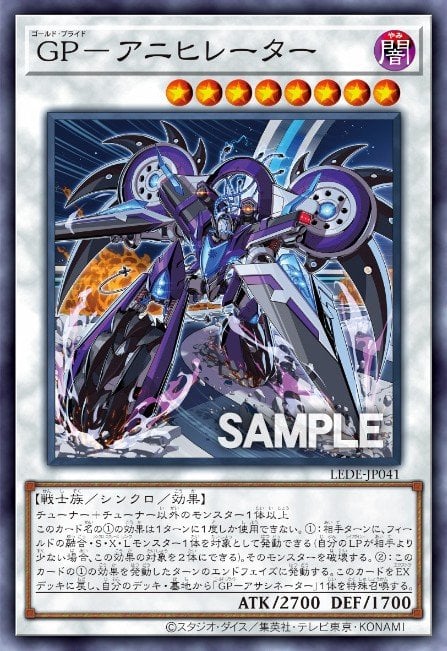 ゴールド・プライド
GP－アニヒレーター
やみ
闇
SAMPLE
LEDE-JP041
【戦士族／シンクロ／効果】
チューナー＋チューナー以外のモンスター1体以上
このカード名の①の効果は1ターンに1度しか使用できない。①：相手ターンに、フィー
ルドの融合・S・X・Lモンスター1体を対象として発動できる(自分のLPが相手より
少ない場合、この効果の対象を2体にできる)。そのモンスターを破壊する。②：この
カードの①の効果を発動したターンのエンドフェイズに発動する。このカードをEX
デッキに戻し、自分のデッキ・墓地から「GP－アサシネーター」1体を特殊召喚する。
ATK/2700 DEF/1700
©スタジオ・ダイス／集英社・テレビ東京・KONAMI